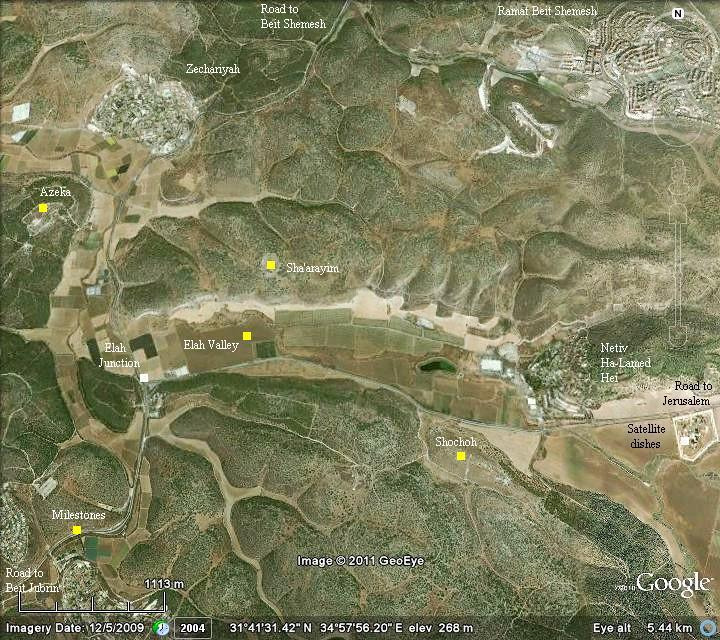 Road to
Beit Shemesh
Ramat Beit Shemesh
N
Zechariyah
Azeka
Sha'arayim
Elah
Junction
Elah Valley
Netiv
Ha-Lamed
Hei
Road to
Jerusalem
Satellite
dishes
Shochoh
Milestones
Image © 2011 GeoEye
Road to
Beit Jubrin
1113 m
Google
Imagery Date: 12/5/2009 2004 31°41'31.42" N 34°57'56.20" E elev 268 m Eye alt 5.44 km